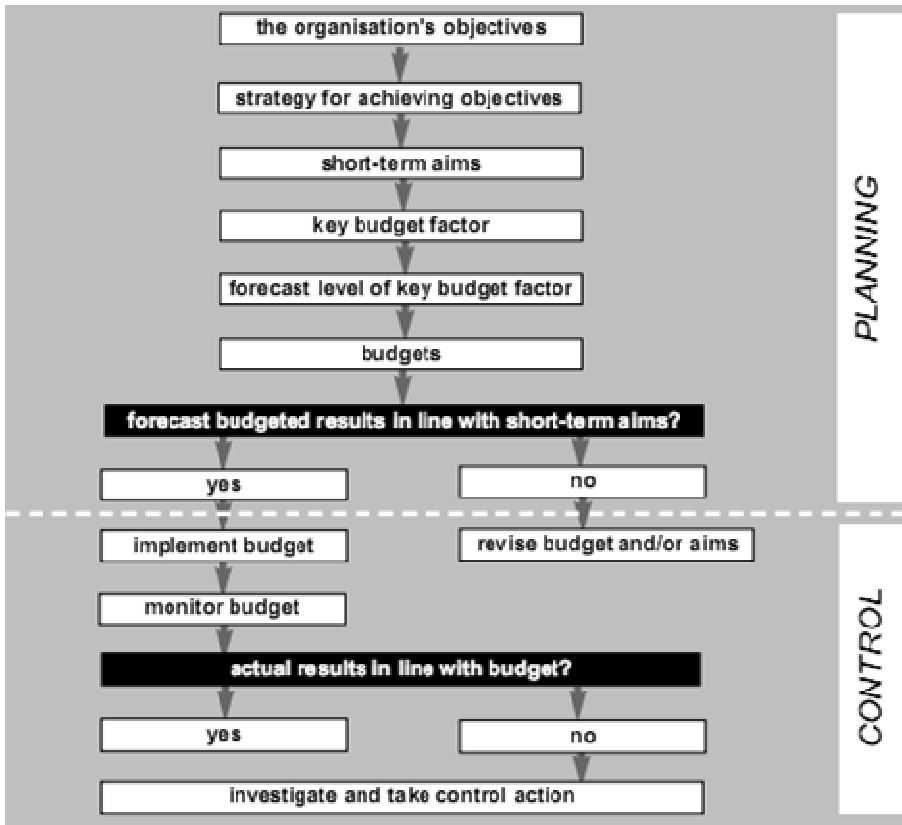 the organisation's objectives
strategy for achieving objectives
short-term aims
key budget factor
forecast level of key budget factor
budgets
forecast budgeted results in line with short-term aims?
yes
no
PLANNING
implement budget
revise budget and/or aims
monitor budget
actual results in line with budget?
yes
no
investigate and take control action
CONTROL